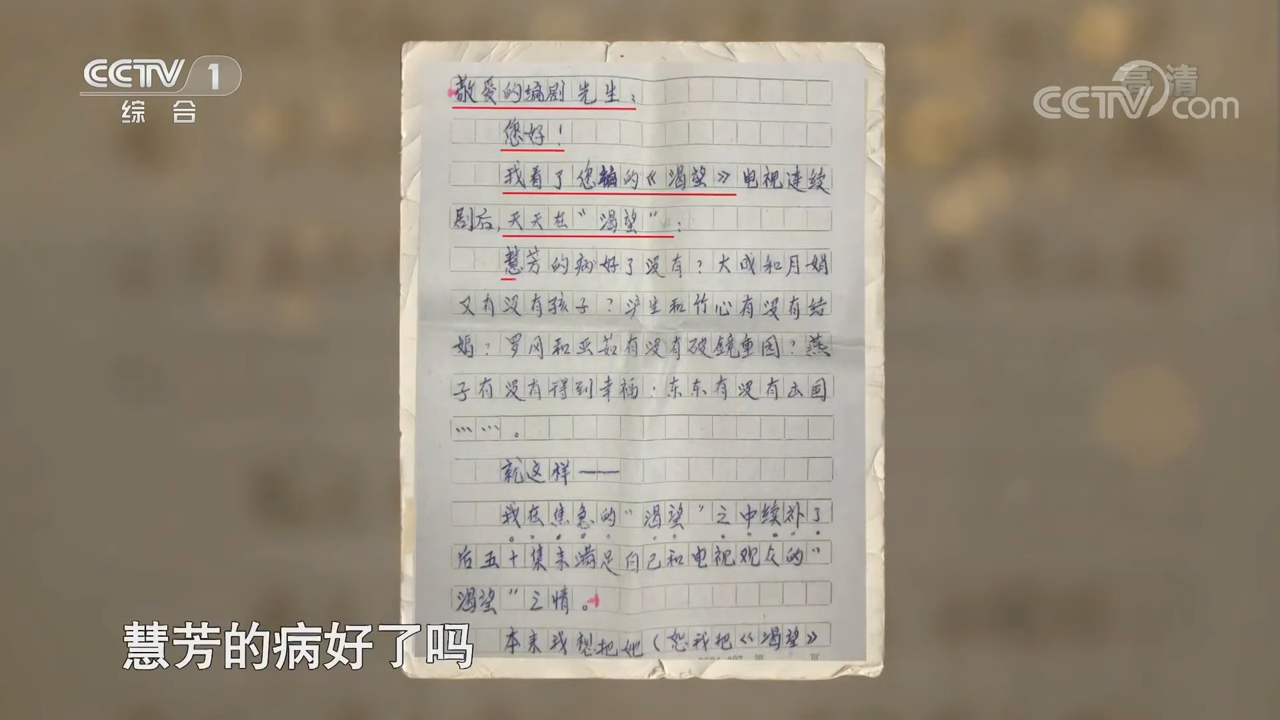 CCTV 1
综合
高清
CCTV.com
敬爱的编剧先生：
您好！
我看了您编的《渴望》电视连续
剧后，天天在“渴望”：
慧芳的病好了没有？大成和月娟
又有没有孩子？沪生和竹心有没有结
婚？罗冈和亚茹有没有破镜重圆？燕
子有没有得到幸福？东东有没有出国
……。
就这样——
我在焦急的“渴望”之中续补了
后五十集来满足自己和电视观众的“
渴望”之情。
本来我想把她（恕我把《渴望》
慧芳的病好了吗